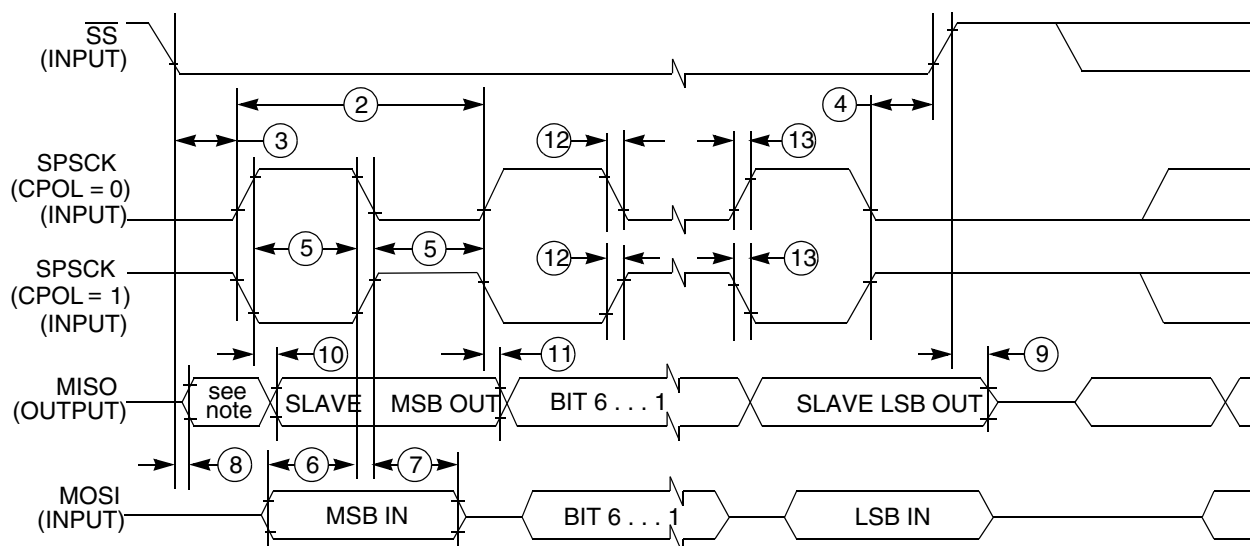 SS
(INPUT)
2
4
3
12
13
SPSCK
(CPOL = 0)
(INPUT)
5
5
12
13
SPSCK
(CPOL = 1)
(INPUT)
10
11
9
MISO
(OUTPUT)
see
note
SLAVE
MSB OUT
BIT 6 . . . 1
SLAVE LSB OUT
8
6
7
MOSI
(INPUT)
MSB IN
BIT 6 . . . 1
LSB IN